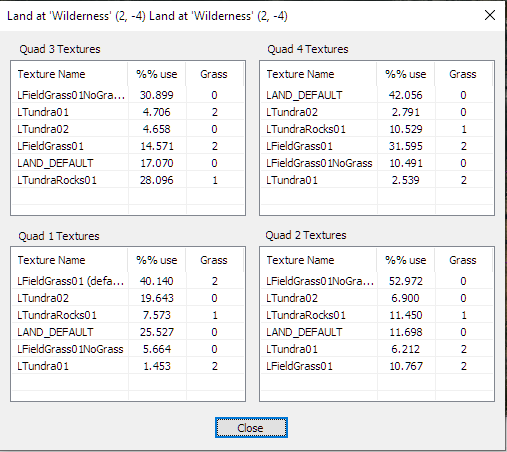 Land at 'Wilderness' (2, -4) Land at 'Wilderness' (2, -4)
Quad 3 Textures
Texture Name %% use Grass
LFieldGrass01NoGra... 30.899 0
LTundra01 4.706 2
LTundra02 4.658 0
LFieldGrass01 14.571 2
LAND_DEFAULT 17.070 0
LTundraRocks01 28.096 1
Quad 4 Textures
Texture Name %% use Grass
LAND_DEFAULT 42.056 0
LTundra02 2.791 0
LTundraRocks01 10.529 1
LFieldGrass01 31.595 2
LFieldGrass01NoGrass 10.491 0
LTundra01 2.539 2
Quad 1 Textures
Texture Name %% use Grass
LFieldGrass01 (defa... 40.140 2
LTundra02 19.643 0
LTundraRocks01 7.573 1
LAND_DEFAULT 25.527 0
LFieldGrass01NoGrass 5.664 0
LTundra01 1.453 2
Quad 2 Textures
Texture Name %% use Grass
LFieldGrass01NoGra... 52.972 0
LTundra02 6.900 0
LTundraRocks01 11.450 1
LAND_DEFAULT 11.698 0
LTundra01 6.212 2
LFieldGrass01 10.767 2
Close